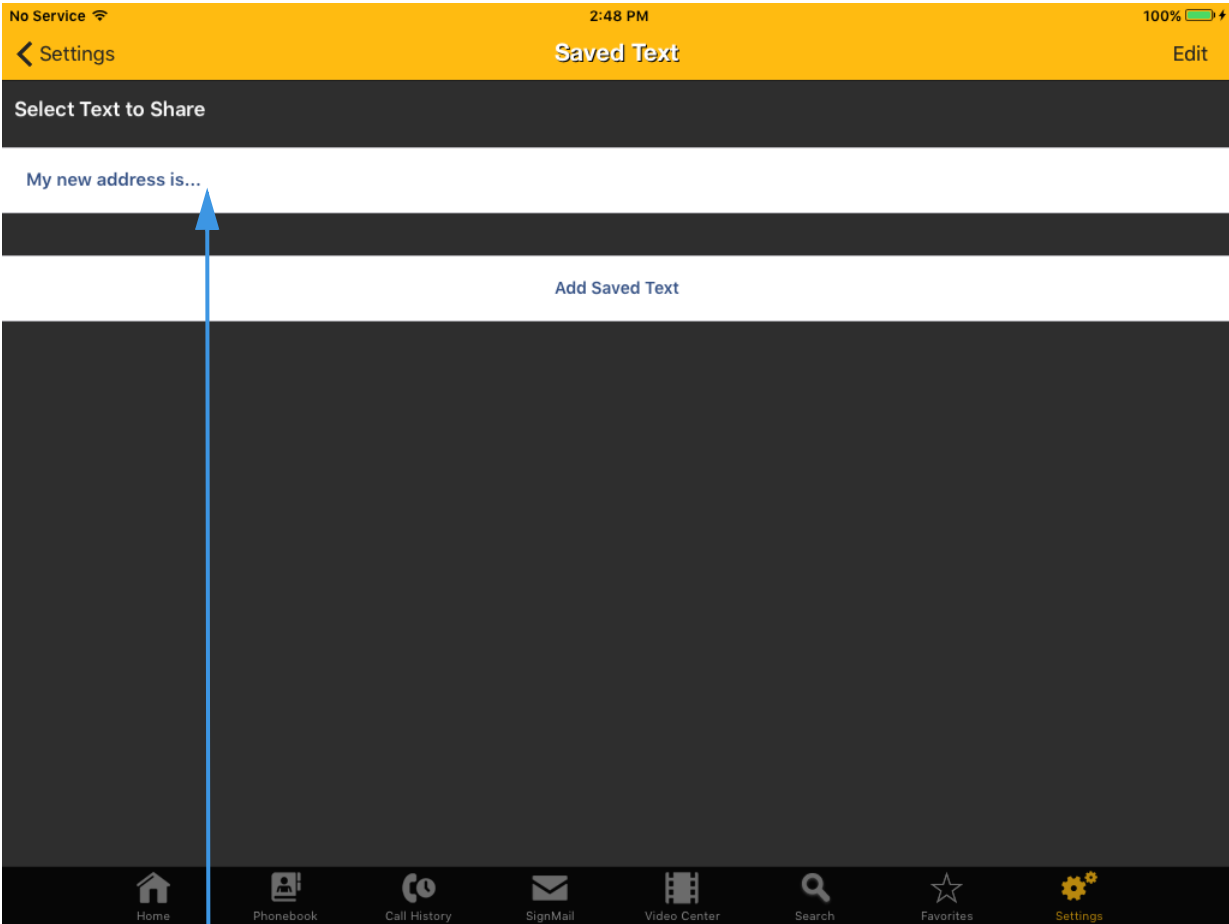 No Service 2:48 PM 100%
Settings Saved Text Edit
Select Text to Share
My new address is...
Add Saved Text
Home Phonebook Call History SignMail Video Center Search Favorites Settings